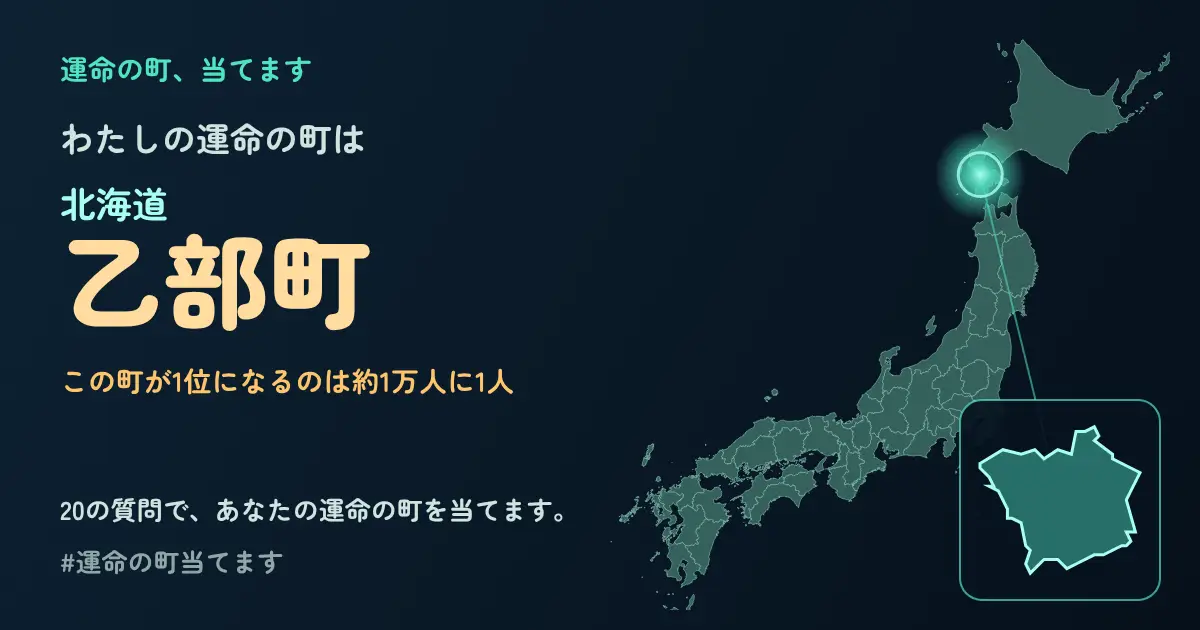 運命の町、当てます
わたしの運命の町は
北海道
乙部町
この町が1位になるのは約1万人に1人
20の質問で、あなたの運命の町を当てます。
#運命の町当てます